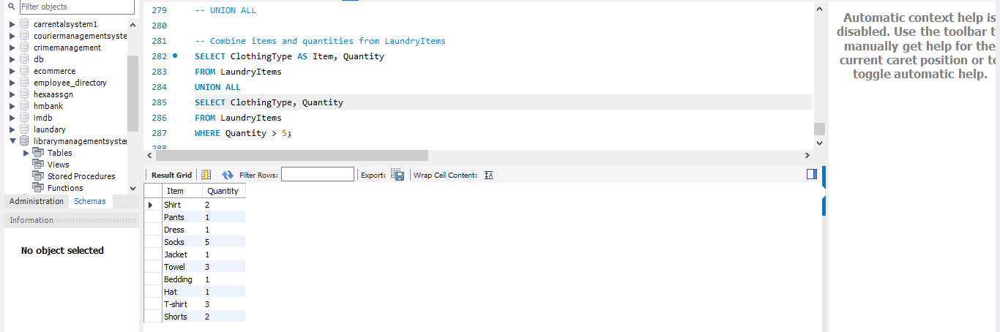 Filter objects
carrentalsystem1
couriermanagementsyste
crimemanagement
db
ecommerce
employee_directory
hexaassgn
hmbank
imdb
laundary
librarymanagementsyster
Tables
Views
Stored Procedures
Functions
Administration Schemas
Information
No object selected
279 -- UNION ALL
280
281 -- Combine items and quantities from LaundryItems
282 SELECT ClothingType AS Item, Quantity
283 FROM LaundryItems
284 UNION ALL
285 SELECT ClothingType, Quantity
286 FROM LaundryItems
287 WHERE Quantity > 5;
288
Result Grid Filter Rows: Export: Wrap Cell Content: IA
Item Quantity
Shirt 2
Pants 1
Dress 1
Socks 5
Jacket 1
Towel 3
Bedding 1
Hat 1
T-shirt 3
Shorts 2
Automatic context help is
disabled. Use the toolbar t
manually get help for the
current caret position or to
toggle automatic help.